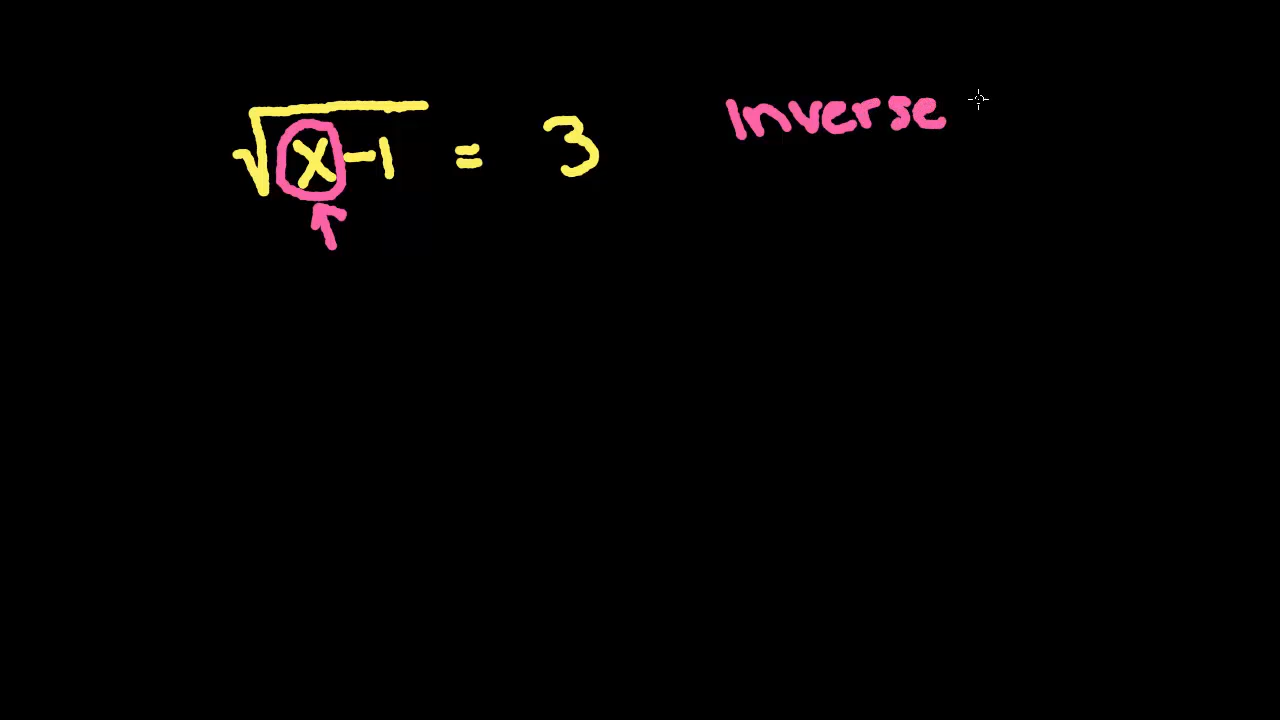 √x-1 = 3
Inverse